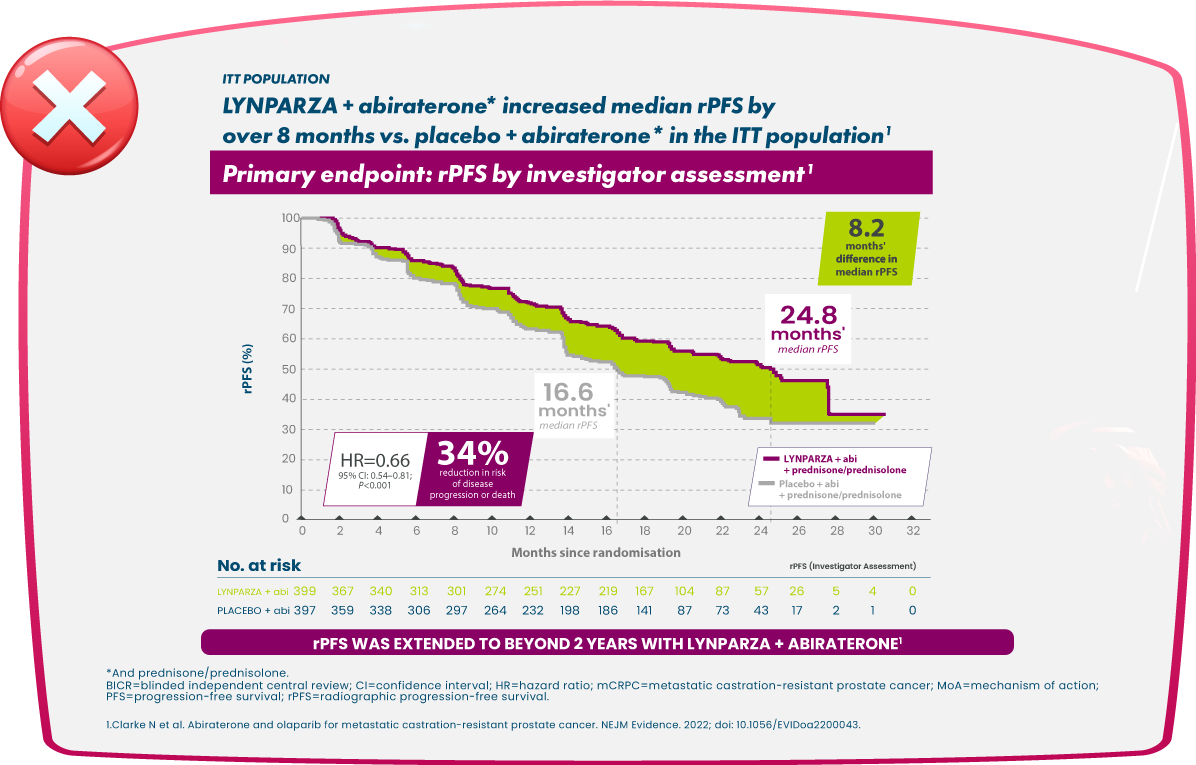 ITT POPULATION
LYNPARZA + abiraterone* increased median rPFS by
over 8 months vs. placebo + abiraterone* in the ITT population¹
Primary endpoint: rPFS by investigator assessment¹
8.2
months'
difference in
median rPFS
24.8
months'
median rPFS
16.6
months'
median rPFS
rPFS (%)
100
90
80
70
60
50
40
30
20
10
0
HR=0.66
95% CI: 0.54–0.81;
P<0.001
34%
reduction in risk
of disease
progression or death
LYNPARZA + abi
+ prednisone/prednisolone
Placebo + abi
+ prednisone/prednisolone
0 2 4 6 8 10 12 14 16 18 20 22 24 26 28 30 32
Months since randomisation
No. at risk
rPFS (Investigator Assessment)
LYNPARZA + abi 399 367 340 313 301 274 251 227 219 167 104 87 57 26 5 4 0
PLACEBO + abi 397 359 338 306 297 264 232 198 186 141 87 73 43 17 2 1 0
rPFS WAS EXTENDED TO BEYOND 2 YEARS WITH LYNPARZA + ABIRATERONE¹
*And prednisone/prednisolone.
BICR=blinded independent central review; CI=confidence interval; HR=hazard ratio; mCRPC=metastatic castration-resistant prostate cancer; MoA=mechanism of action;
PFS=progression-free survival; rPFS=radiographic progression-free survival.
1.Clarke N et al. Abiraterone and olaparib for metastatic castration-resistant prostate cancer. NEJM Evidence. 2022; doi: 10.1056/EVIDoa2200043.